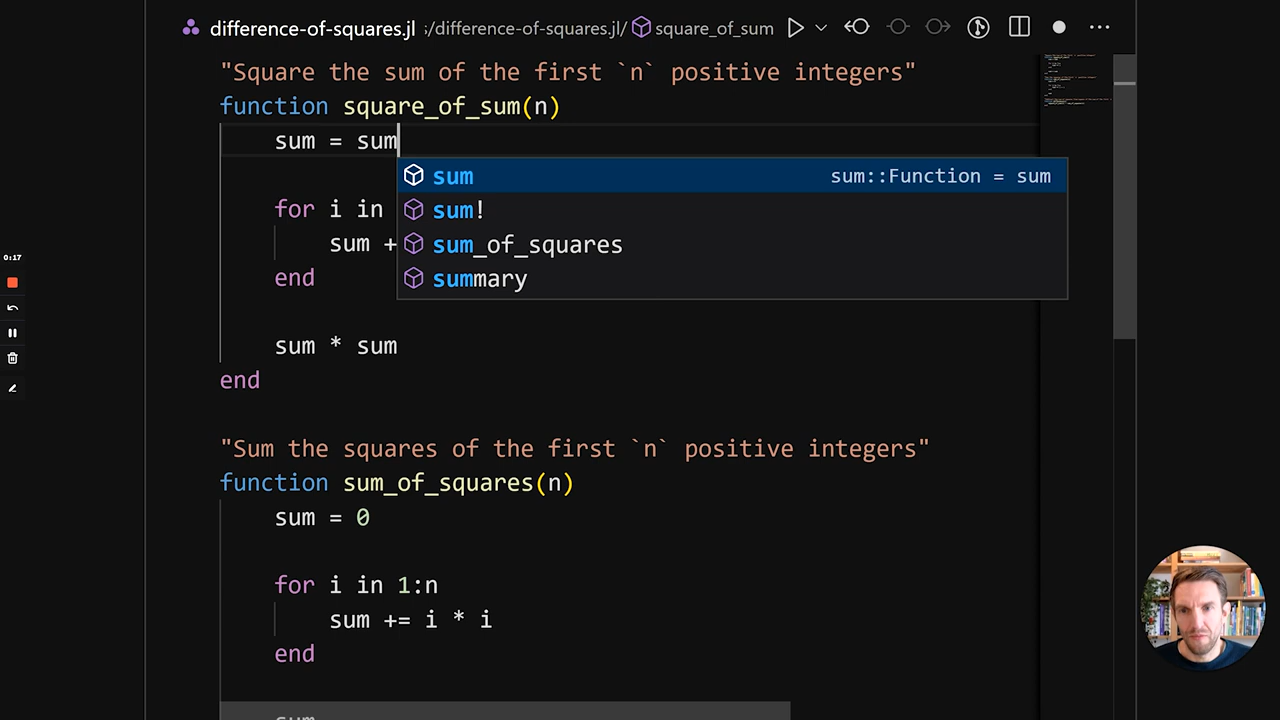 difference-of-squares.jl ;/difference-of-squares.jl/ square_of_sum
"Square the sum of the first `n` positive integers"
function square_of_sum(n)
sum = sum
sum sum::Function = sum
for i in
sum!
sum +
sum_of_squares
end
summary
sum * sum
end
"Sum the squares of the first `n` positive integers"
function sum_of_squares(n)
sum = 0
for i in 1:n
sum += i * i
end
sum
0:17